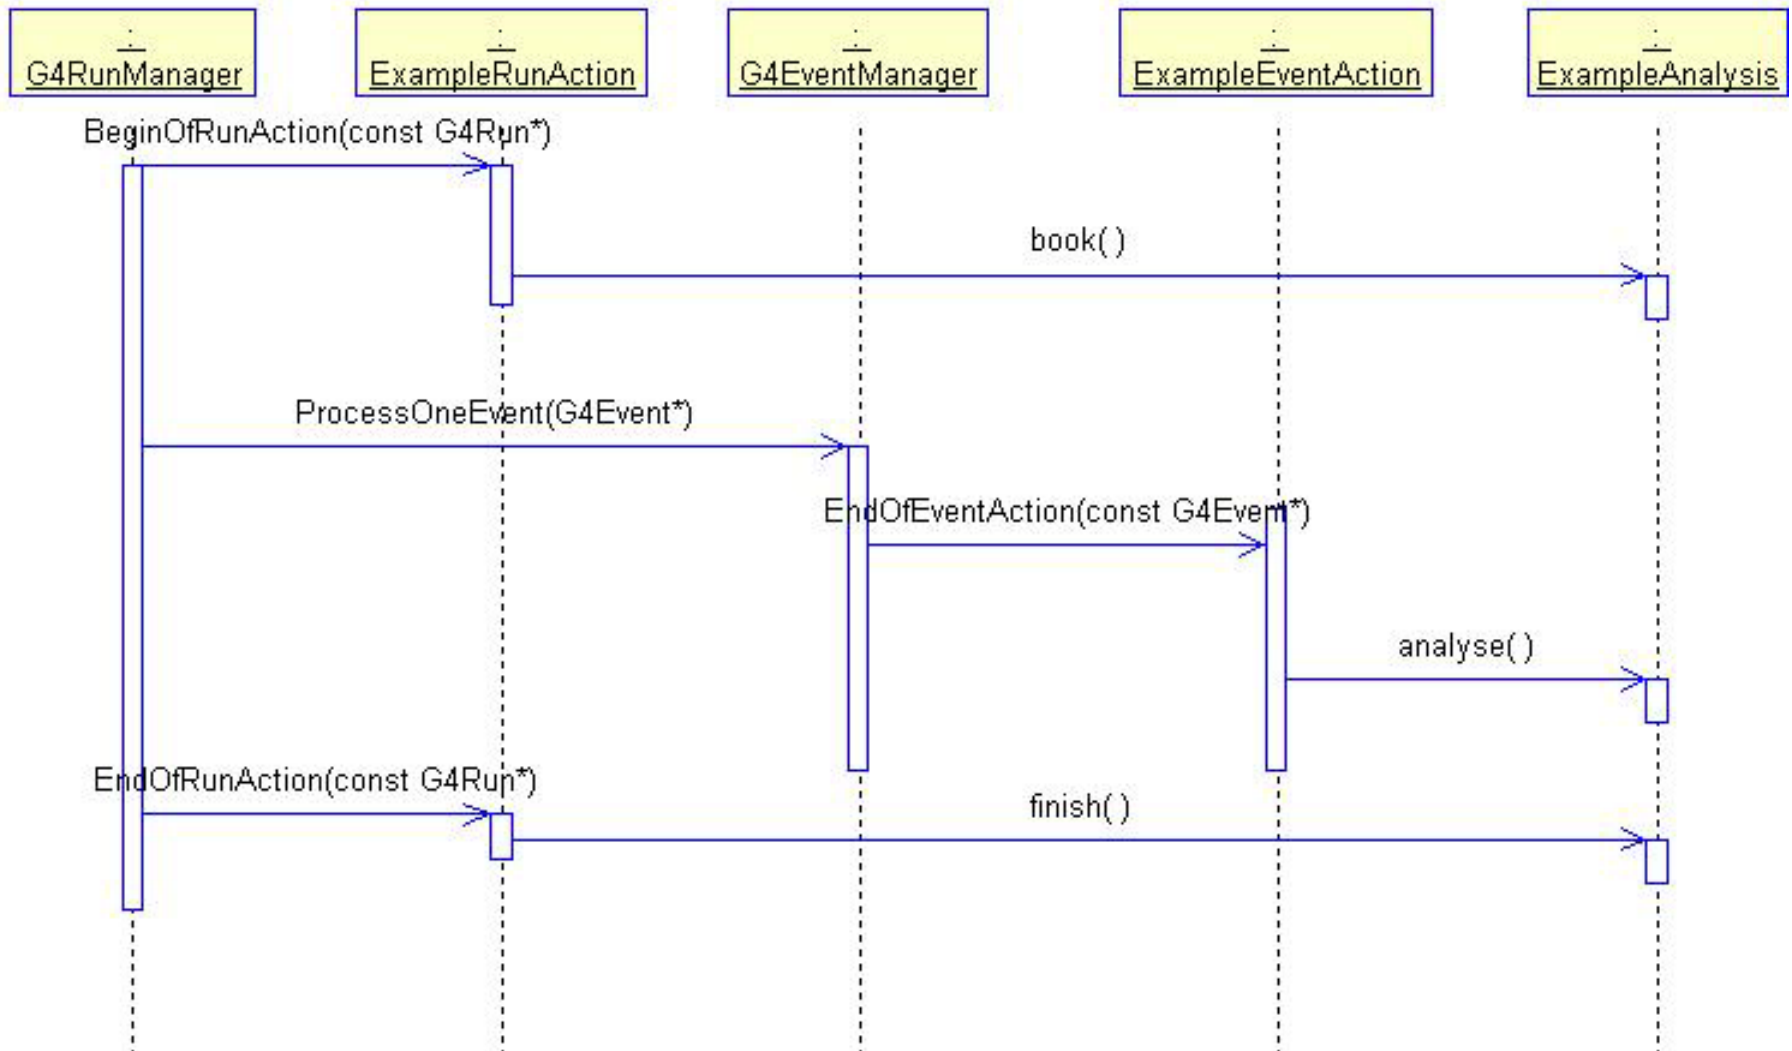 :
G4RunManager
:
ExampleRunAction
:
G4EventManager
:
ExampleEventAction
:
ExampleAnalysis
BeginOfRunAction(const G4Run*)
book( )
ProcessOneEvent(G4Event*)
EndOfEventAction(const G4Event*)
analyse( )
EndOfRunAction(const G4Run*)
finish( )